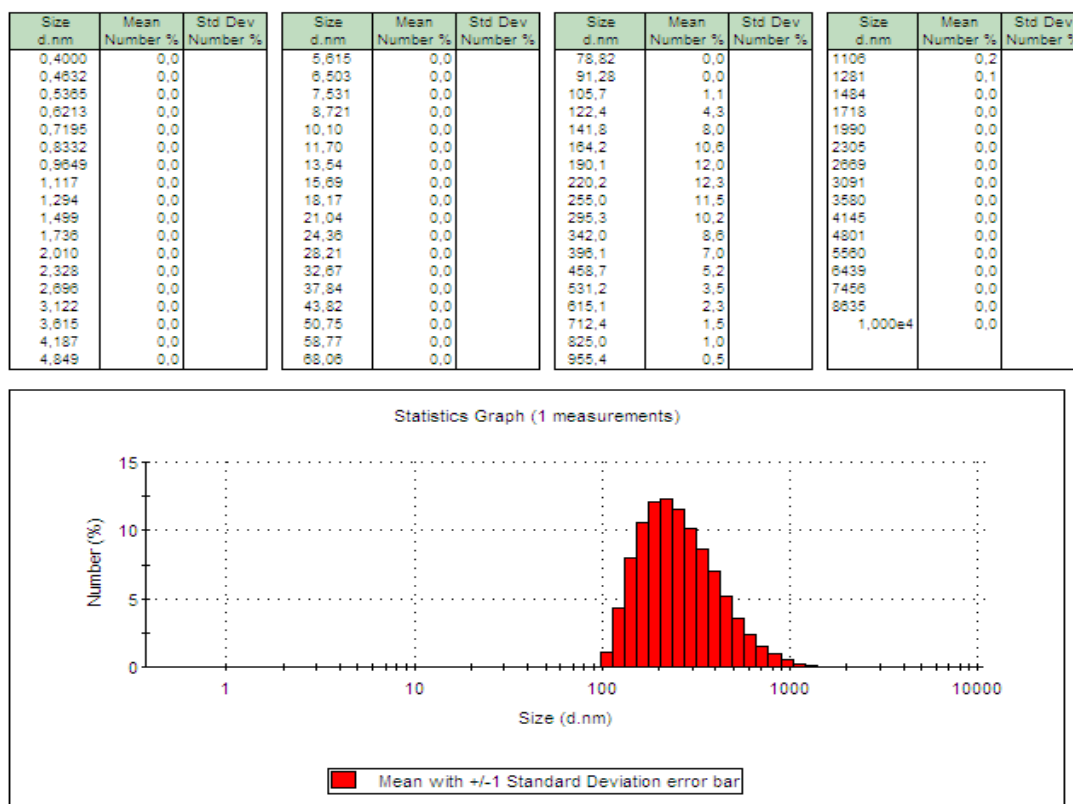 Size Mean Std Dev Size Mean Std Dev Size Mean Std Dev Size Mean Std Dev
d.nm Number % Number % d.nm Number % Number % d.nm Number % Number % d.nm Number % Number %
0,4000 0,0 5,615 0,0 78,82 0,0 1106 0,2
0,4632 0,0 6,503 0,0 91,28 0,0 1281 0,1
0,5365 0,0 7,531 0,0 105,7 1,1 1484 0,0
0,6213 0,0 8,721 0,0 122,4 4,3 1718 0,0
0,7195 0,0 10,10 0,0 141,8 8,0 1990 0,0
0,8332 0,0 11,70 0,0 164,2 10,6 2305 0,0
0,9649 0,0 13,54 0,0 190,1 12,0 2669 0,0
1,117 0,0 15,69 0,0 220,2 12,3 3091 0,0
1,294 0,0 18,17 0,0 255,0 11,5 3580 0,0
1,499 0,0 21,04 0,0 295,3 10,2 4145 0,0
1,736 0,0 24,36 0,0 342,0 8,6 4801 0,0
2,010 0,0 28,21 0,0 396,1 7,0 5560 0,0
2,328 0,0 32,67 0,0 458,7 5,2 6439 0,0
2,696 0,0 37,84 0,0 531,2 3,5 7456 0,0
3,122 0,0 43,82 0,0 615,1 2,3 8635 0,0
3,615 0,0 50,75 0,0 712,4 1,5 1,000e4 0,0
4,187 0,0 58,77 0,0 825,0 1,0
4,849 0,0 68,06 0,0 955,4 0,5
Statistics Graph (1 measurements)
15
10
5
0
Number (%)
1 10 100 1000 10000
Size (d.nm)
Mean with +/-1 Standard Deviation error bar